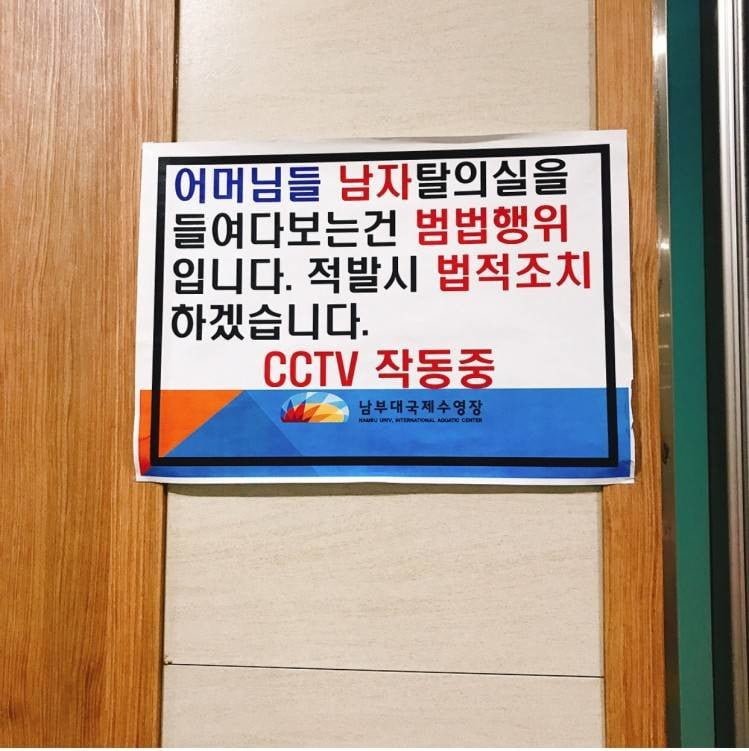 어머님들 남자탈의실을
들여다보는건 범법행위
입니다. 적발시 법적조치
하겠습니다.
CCTV 작동중
남부대국제수영장
NAMBU UNIV. INTERNATIONAL AQUATIC CENTER